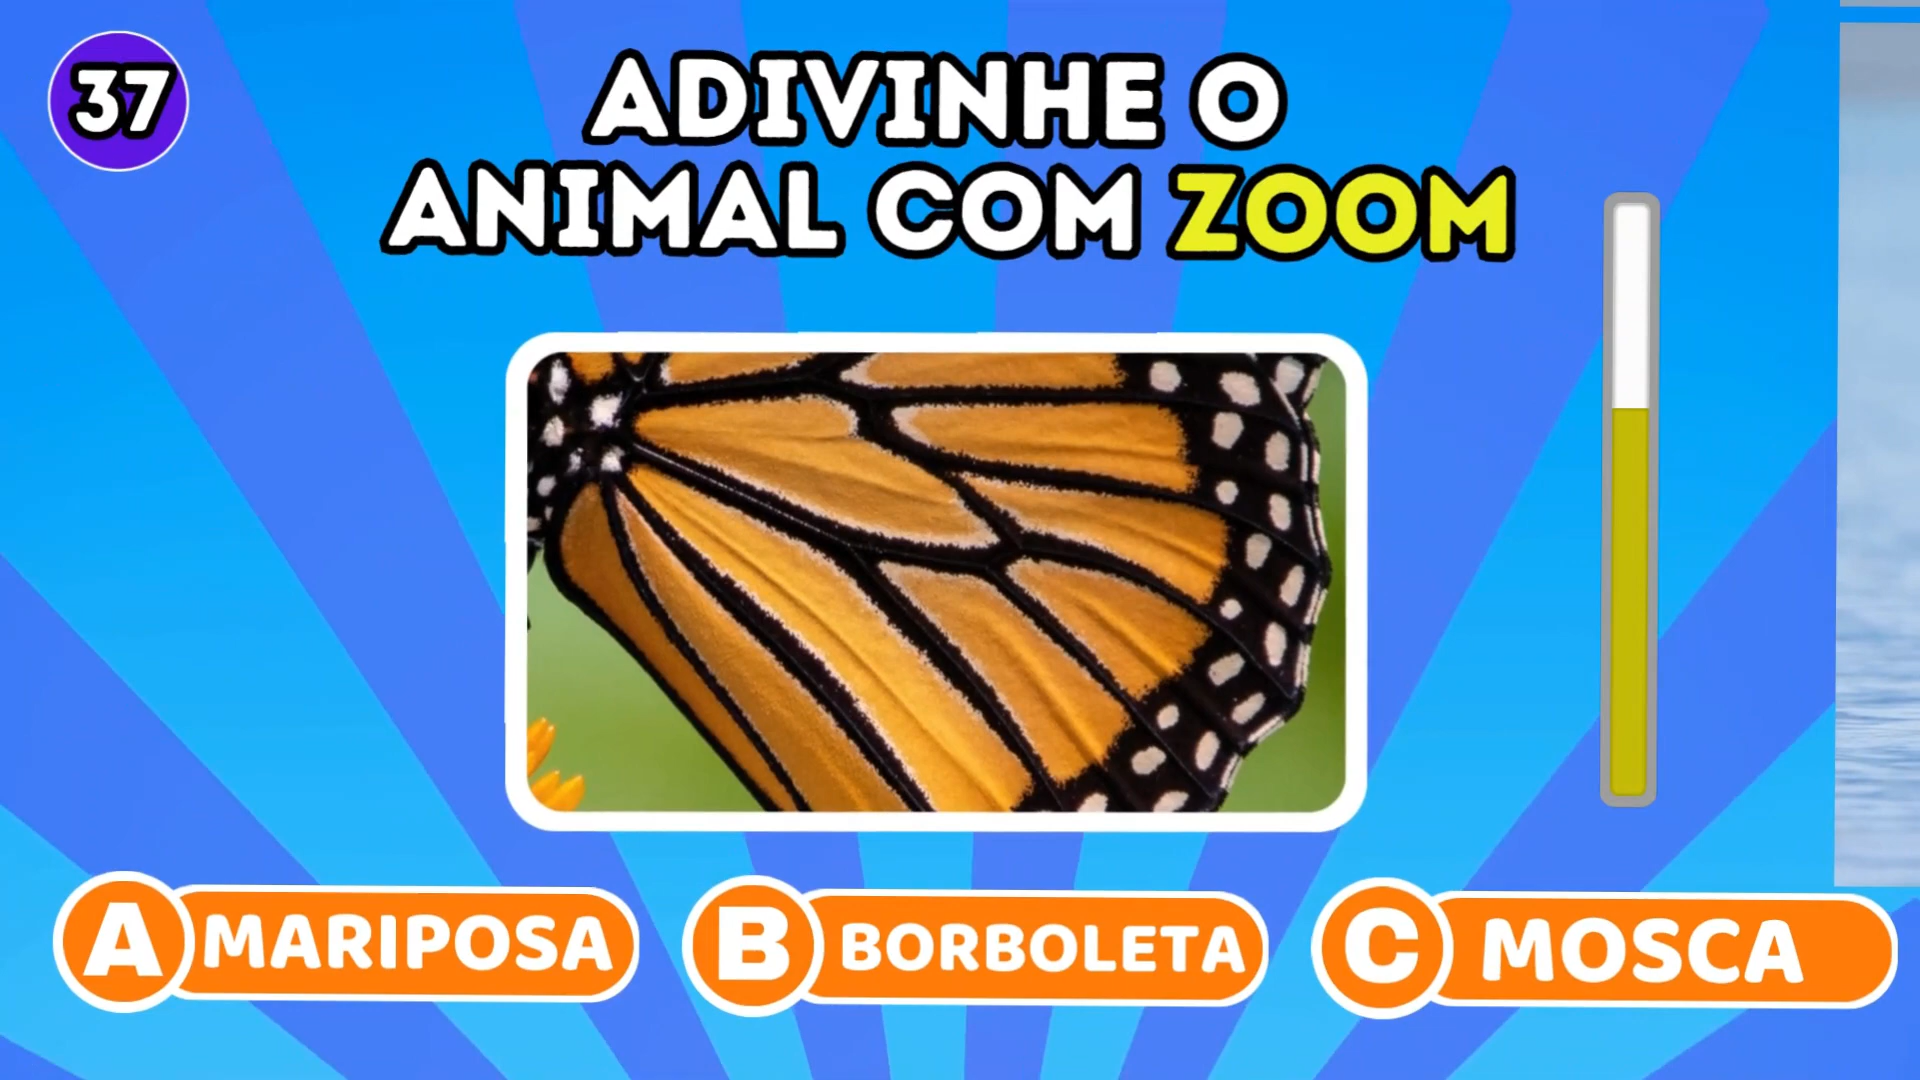 37
ADIVINHE O
ANIMAL COM ZOOM
A MARIPOSA
B BORBOLETA
C MOSCA